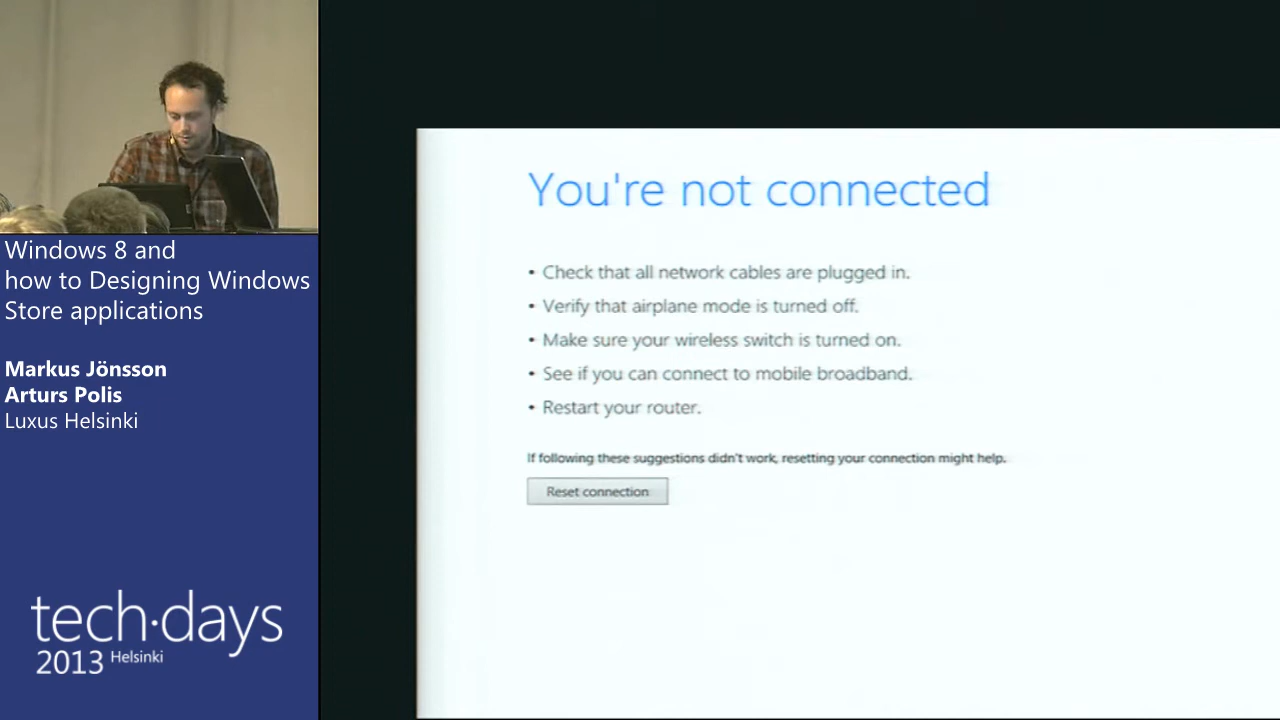 Windows 8 and
how to Designing Windows
Store applications
Markus Jönsson
Arturs Polis
Luxus Helsinki
tech·days
2013 Helsinki
You're not connected
• Check that all network cables are plugged in.
• Verify that airplane mode is turned off.
• Make sure your wireless switch is turned on.
• See if you can connect to mobile broadband.
• Restart your router.
If following these suggestions didn't work, resetting your connection might help.
Reset connection